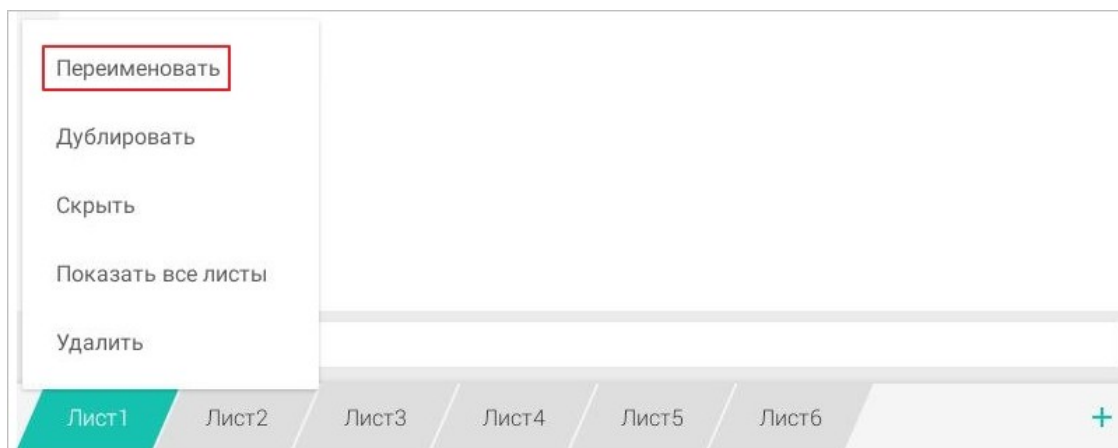 Переименовать
Дублировать
Скрыть
Показать все листы
Удалить
Лист1 Лист2 Лист3 Лист4 Лист5 Лист6 +